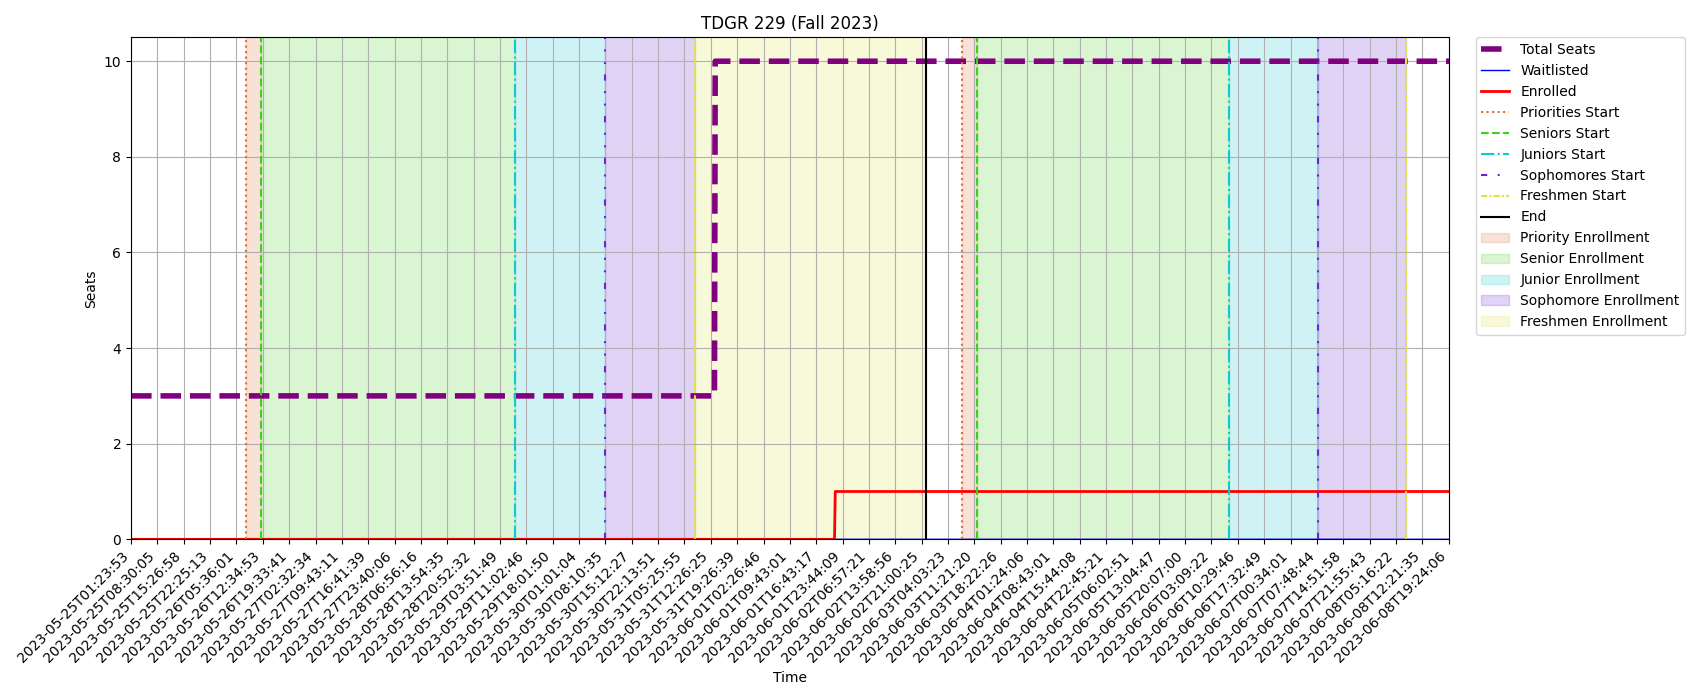 TDGR 229 (Fall 2023)
Seats
10
8
6
4
2
0
2023-05-25T01:23:53
2023-05-25T08:30:05
2023-05-25T15:26:58
2023-05-25T22:25:13
2023-05-26T05:36:01
2023-05-26T12:34:53
2023-05-26T19:33:41
2023-05-27T02:32:34
2023-05-27T09:43:11
2023-05-27T16:41:39
2023-05-27T23:40:06
2023-05-28T06:56:16
2023-05-28T13:54:35
2023-05-28T20:52:32
2023-05-29T03:51:49
2023-05-29T11:02:46
2023-05-29T18:01:50
2023-05-30T01:01:04
2023-05-30T08:10:35
2023-05-30T15:12:27
2023-05-30T22:13:51
2023-05-31T05:25:55
2023-05-31T12:26:25
2023-05-31T19:26:39
2023-06-01T02:26:46
2023-06-01T09:43:01
2023-06-01T16:43:17
2023-06-01T23:44:09
2023-06-02T06:57:21
2023-06-02T13:58:56
2023-06-02T21:00:25
2023-06-03T04:03:23
2023-06-03T11:21:20
2023-06-03T18:22:26
2023-06-04T01:24:06
2023-06-04T08:43:01
2023-06-04T15:44:08
2023-06-04T22:45:21
2023-06-05T06:02:51
2023-06-05T13:04:47
2023-06-05T20:07:00
2023-06-06T03:09:22
2023-06-06T10:29:46
2023-06-06T17:32:49
2023-06-07T00:34:01
2023-06-07T07:48:44
2023-06-07T14:51:58
2023-06-07T21:55:43
2023-06-08T05:16:22
2023-06-08T12:21:35
2023-06-08T19:24:06
Time
Total Seats
Waitlisted
Enrolled
Priorities Start
Seniors Start
Juniors Start
Sophomores Start
Freshmen Start
End
Priority Enrollment
Senior Enrollment
Junior Enrollment
Sophomore Enrollment
Freshmen Enrollment